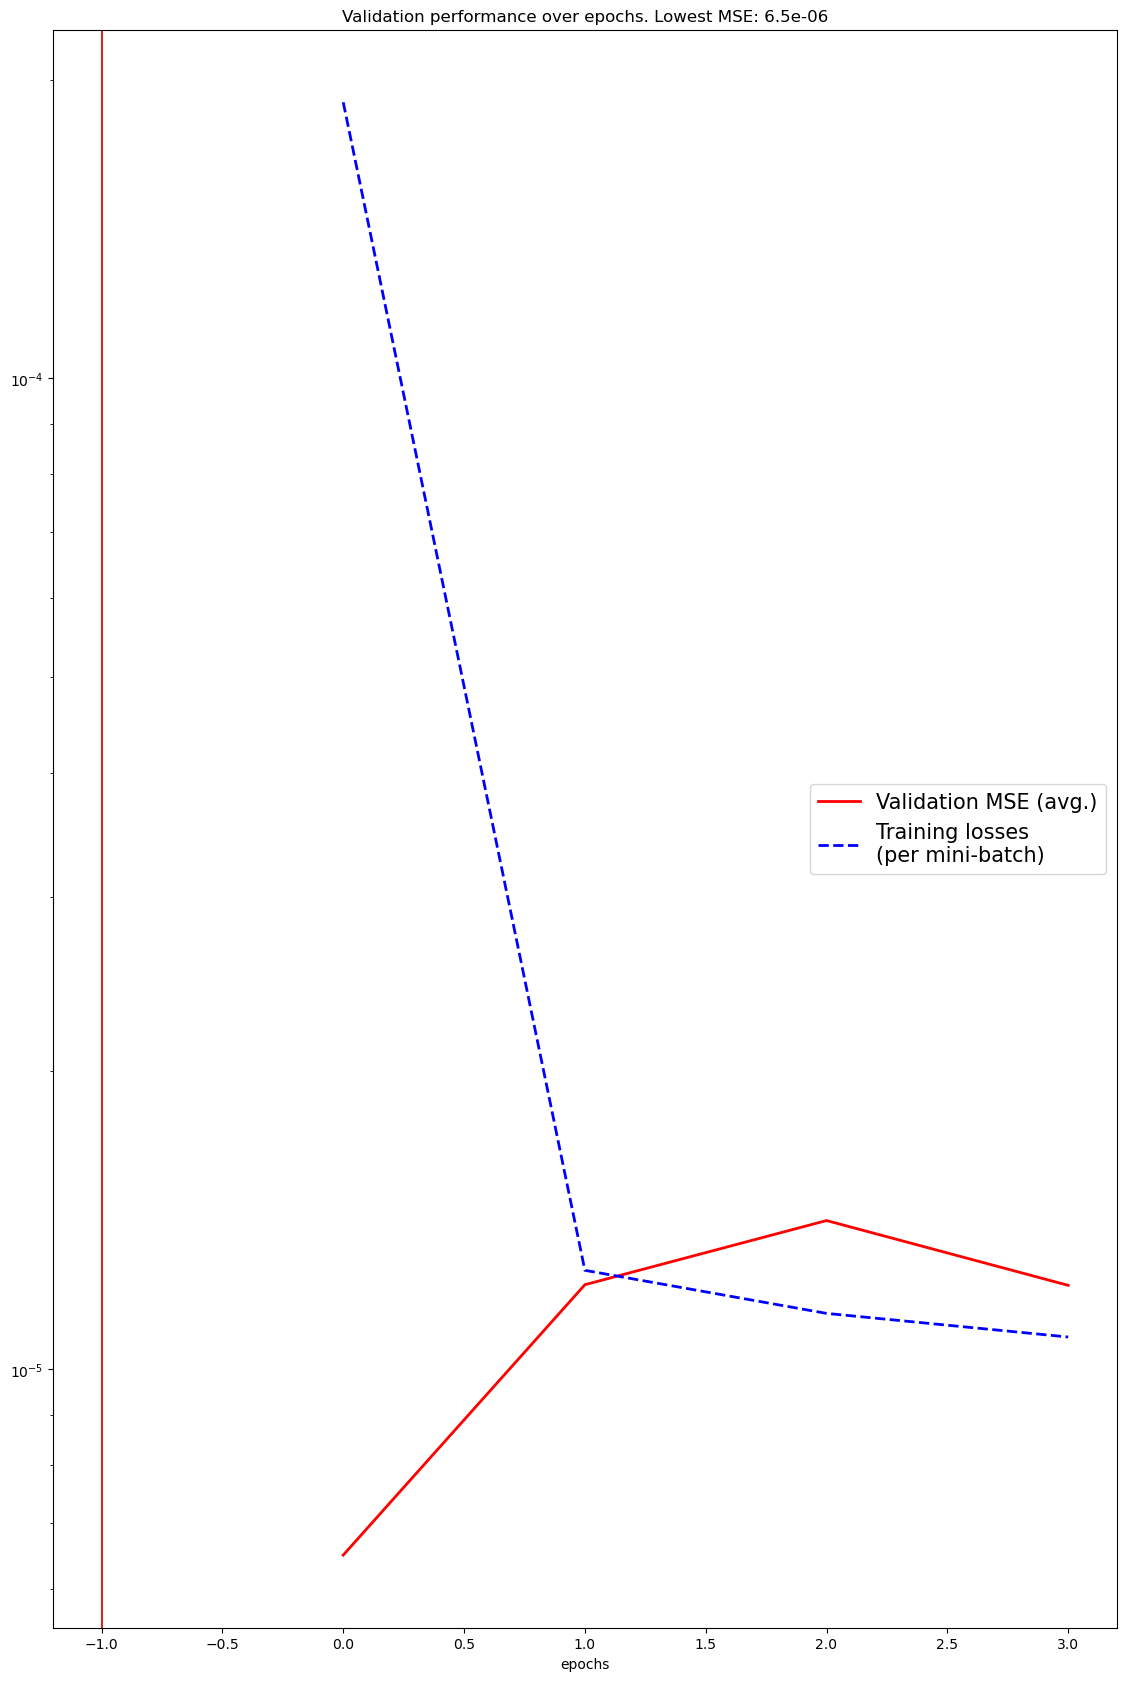 Validation performance over epochs. Lowest MSE: 6.5e-06
10⁻⁴
10⁻⁵
Validation MSE (avg.)
Training losses
(per mini-batch)
−1.0 −0.5 0.0 0.5 1.0 1.5 2.0 2.5 3.0
epochs